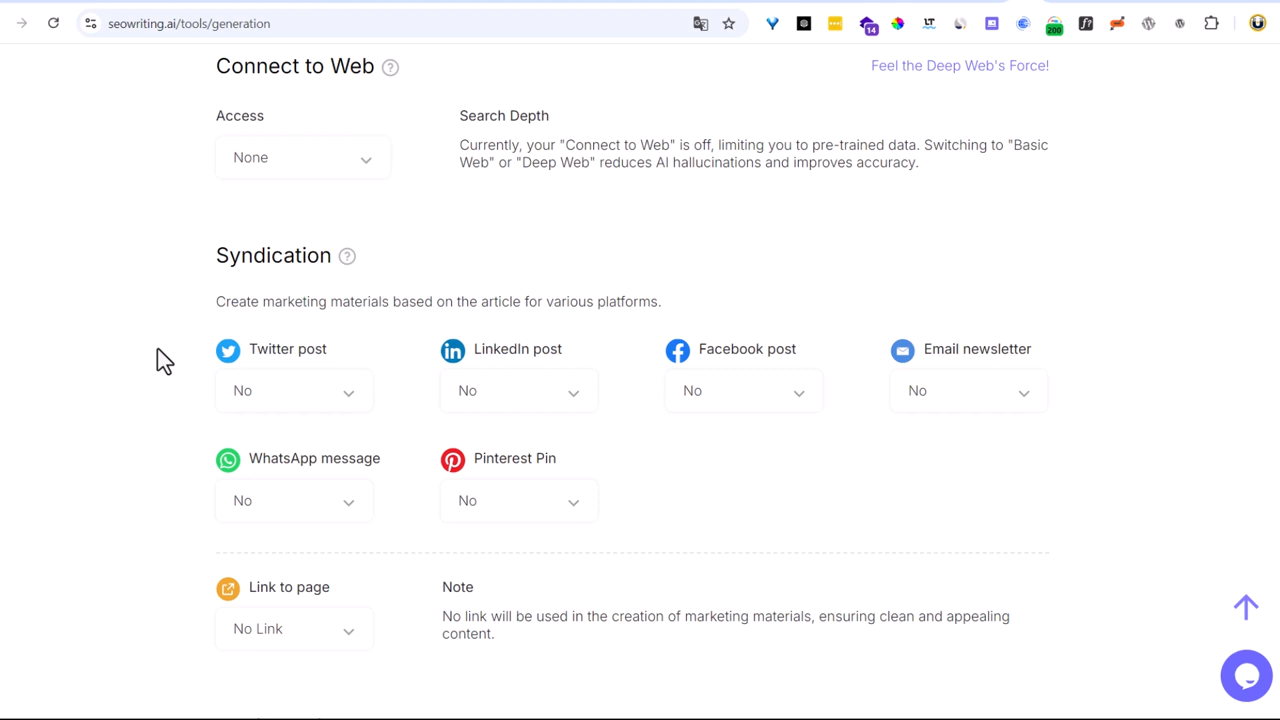 seowriting.ai/tools/generation
14
200
Connect to Web
Feel the Deep Web's Force!
Access
Search Depth
None
Currently, your "Connect to Web" is off, limiting you to pre-trained data. Switching to "Basic
Web" or "Deep Web" reduces AI hallucinations and improves accuracy.
Syndication
Create marketing materials based on the article for various platforms.
Twitter post
LinkedIn post
Facebook post
Email newsletter
No
No
No
No
WhatsApp message
Pinterest Pin
No
No
Link to page
Note
No Link
No link will be used in the creation of marketing materials, ensuring clean and appealing
content.